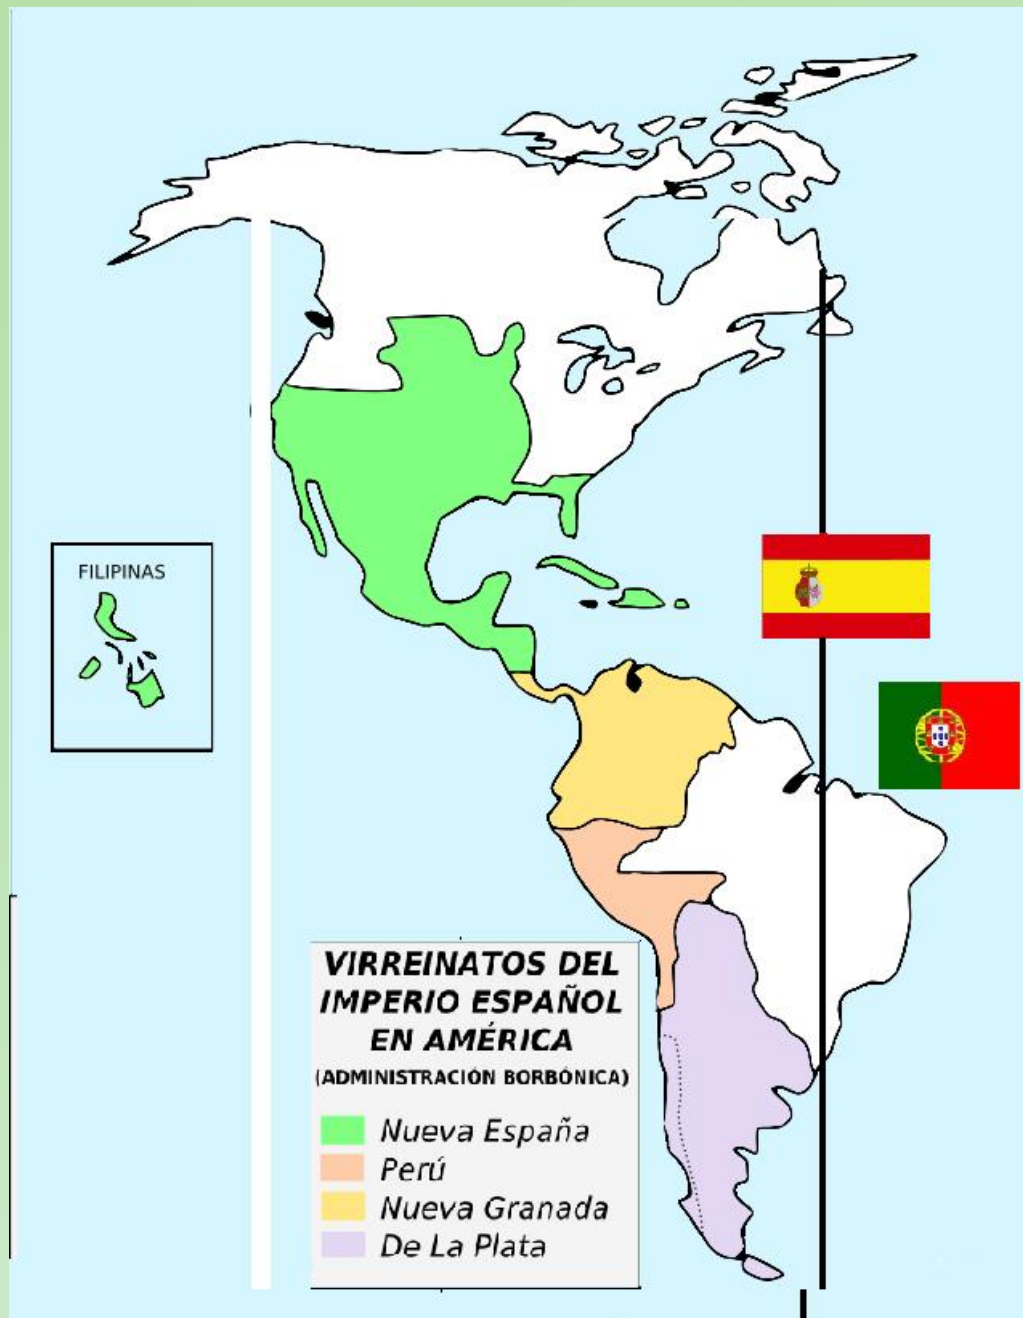 FILIPINAS
VIRREINATOS DEL
IMPERIO ESPAÑOL
EN AMÉRICA
(ADMINISTRACIÓN BORBÓNICA)
Nueva España
Perú
Nueva Granada
De La Plata